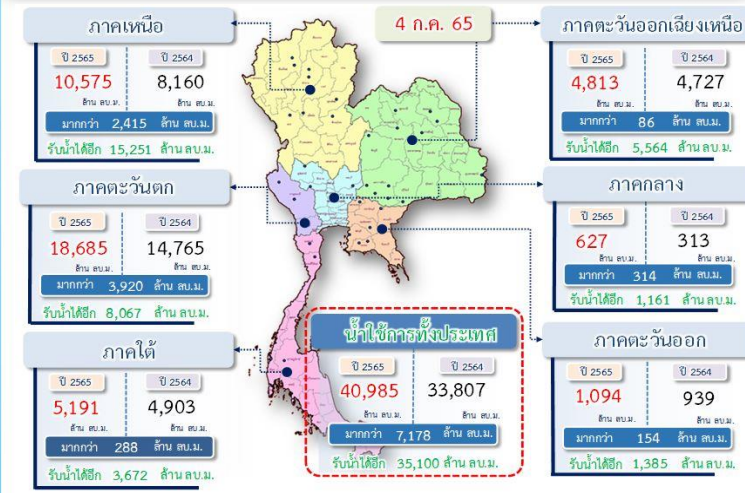 4 ก.ค. 65
ภาคเหนือ
ปี 2565 ปี 2564
10,575 8,160
ล้าน ลบ.ม. ล้าน ลบ.ม.
มากกว่า 2,415 ล้าน ลบ.ม.
รับน้ำได้อีก 15,251 ล้าน ลบ.ม.
ภาคตะวันออกเฉียงเหนือ
ปี 2565 ปี 2564
4,813 4,727
ล้าน ลบ.ม. ล้าน ลบ.ม.
มากกว่า 86 ล้าน ลบ.ม.
รับน้ำได้อีก 5,564 ล้าน ลบ.ม.
ภาคตะวันตก
ปี 2565 ปี 2564
18,685 14,765
ล้าน ลบ.ม. ล้าน ลบ.ม.
มากกว่า 3,920 ล้าน ลบ.ม.
รับน้ำได้อีก 8,067 ล้าน ลบ.ม.
ภาคกลาง
ปี 2565 ปี 2564
627 313
ล้าน ลบ.ม. ล้าน ลบ.ม.
มากกว่า 314 ล้าน ลบ.ม.
รับน้ำได้อีก 1,161 ล้าน ลบ.ม.
ภาคใต้
ปี 2565 ปี 2564
5,191 4,903
ล้าน ลบ.ม. ล้าน ลบ.ม.
มากกว่า 288 ล้าน ลบ.ม.
รับน้ำได้อีก 3,672 ล้าน ลบ.ม.
น้ำใช้การทั้งประเทศ
ปี 2565 ปี 2564
40,985 33,807
ล้าน ลบ.ม. ล้าน ลบ.ม.
มากกว่า 7,178 ล้าน ลบ.ม.
รับน้ำได้อีก 35,100 ล้าน ลบ.ม.
ภาคตะวันออก
ปี 2565 ปี 2564
1,094 939
ล้าน ลบ.ม. ล้าน ลบ.ม.
มากกว่า 154 ล้าน ลบ.ม.
รับน้ำได้อีก 1,385 ล้าน ลบ.ม.